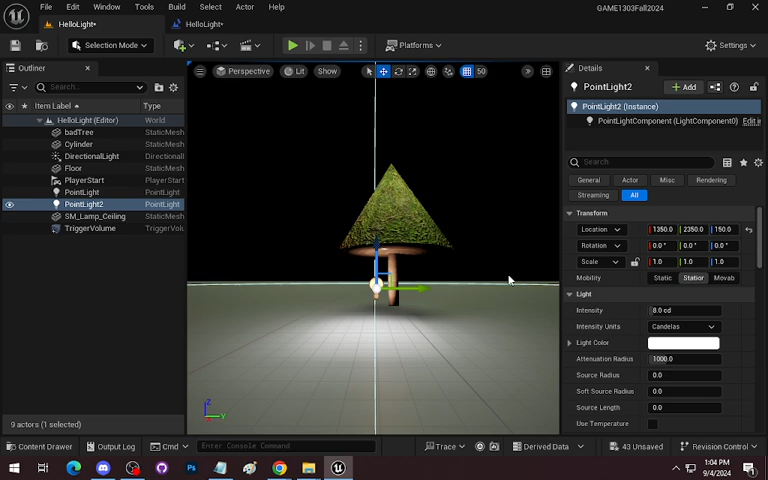 File Edit Window Tools Build Select Actor Help
GAME1303Fall2024
HelloLight*
HelloLight*
Selection Mode
Platforms
Settings
Outliner
Search...
Item Label
Type
HelloLight (Editor) World
badTree StaticMesh
Cylinder StaticMesh
DirectionalLight Directional
Floor StaticMesh
PlayerStart PlayerStart
PointLight PointLight
PointLight2 PointLight
SM_Lamp_Ceiling StaticMesh
TriggerVolume TriggerVolu
9 actors (1 selected)
Perspective Lit Show 50
Z
Y
Details
PointLight2
Add
PointLight2 (Instance)
PointLightComponent (LightComponent0) Edit in
Search
General Actor Misc Rendering
Streaming All
Transform
Location 1350.0 2350.0 150.0
Rotation 0.0° 0.0° 0.0°
Scale 1.0 1.0 1.0
Mobility Static Station Movab
Light
Intensity 8.0 cd
Intensity Units Candelas
Light Color
Attenuation Radius 1000.0
Source Radius 0.0
Soft Source Radius 0.0
Source Length 0.0
Use Temperature
Content Drawer Output Log Cmd Enter Console Command Trace Derived Data 43 Unsaved Revision Control
1:04 PM
9/4/2024
Ps